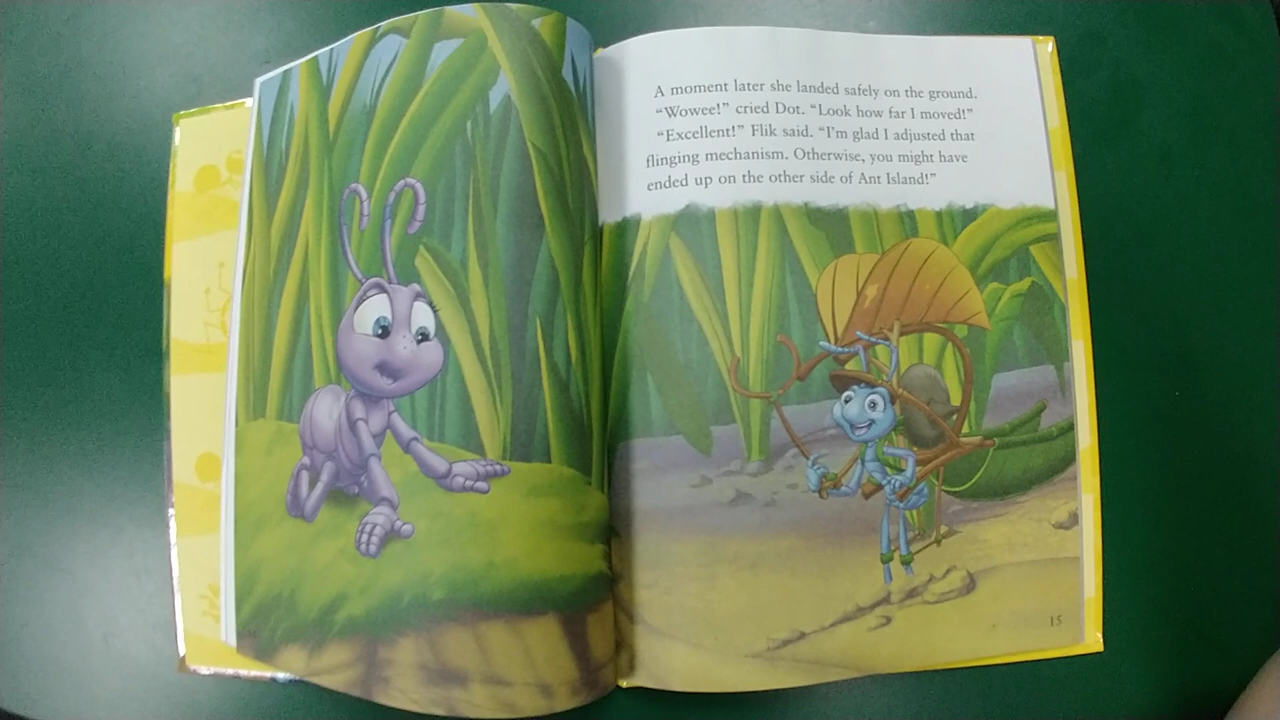 A moment later she landed safely on the ground.
“Wowee!” cried Dot. “Look how far I moved!”
“Excellent!” Flik said. “I’m glad I adjusted that
flinging mechanism. Otherwise, you might have
ended up on the other side of Ant Island!”
15